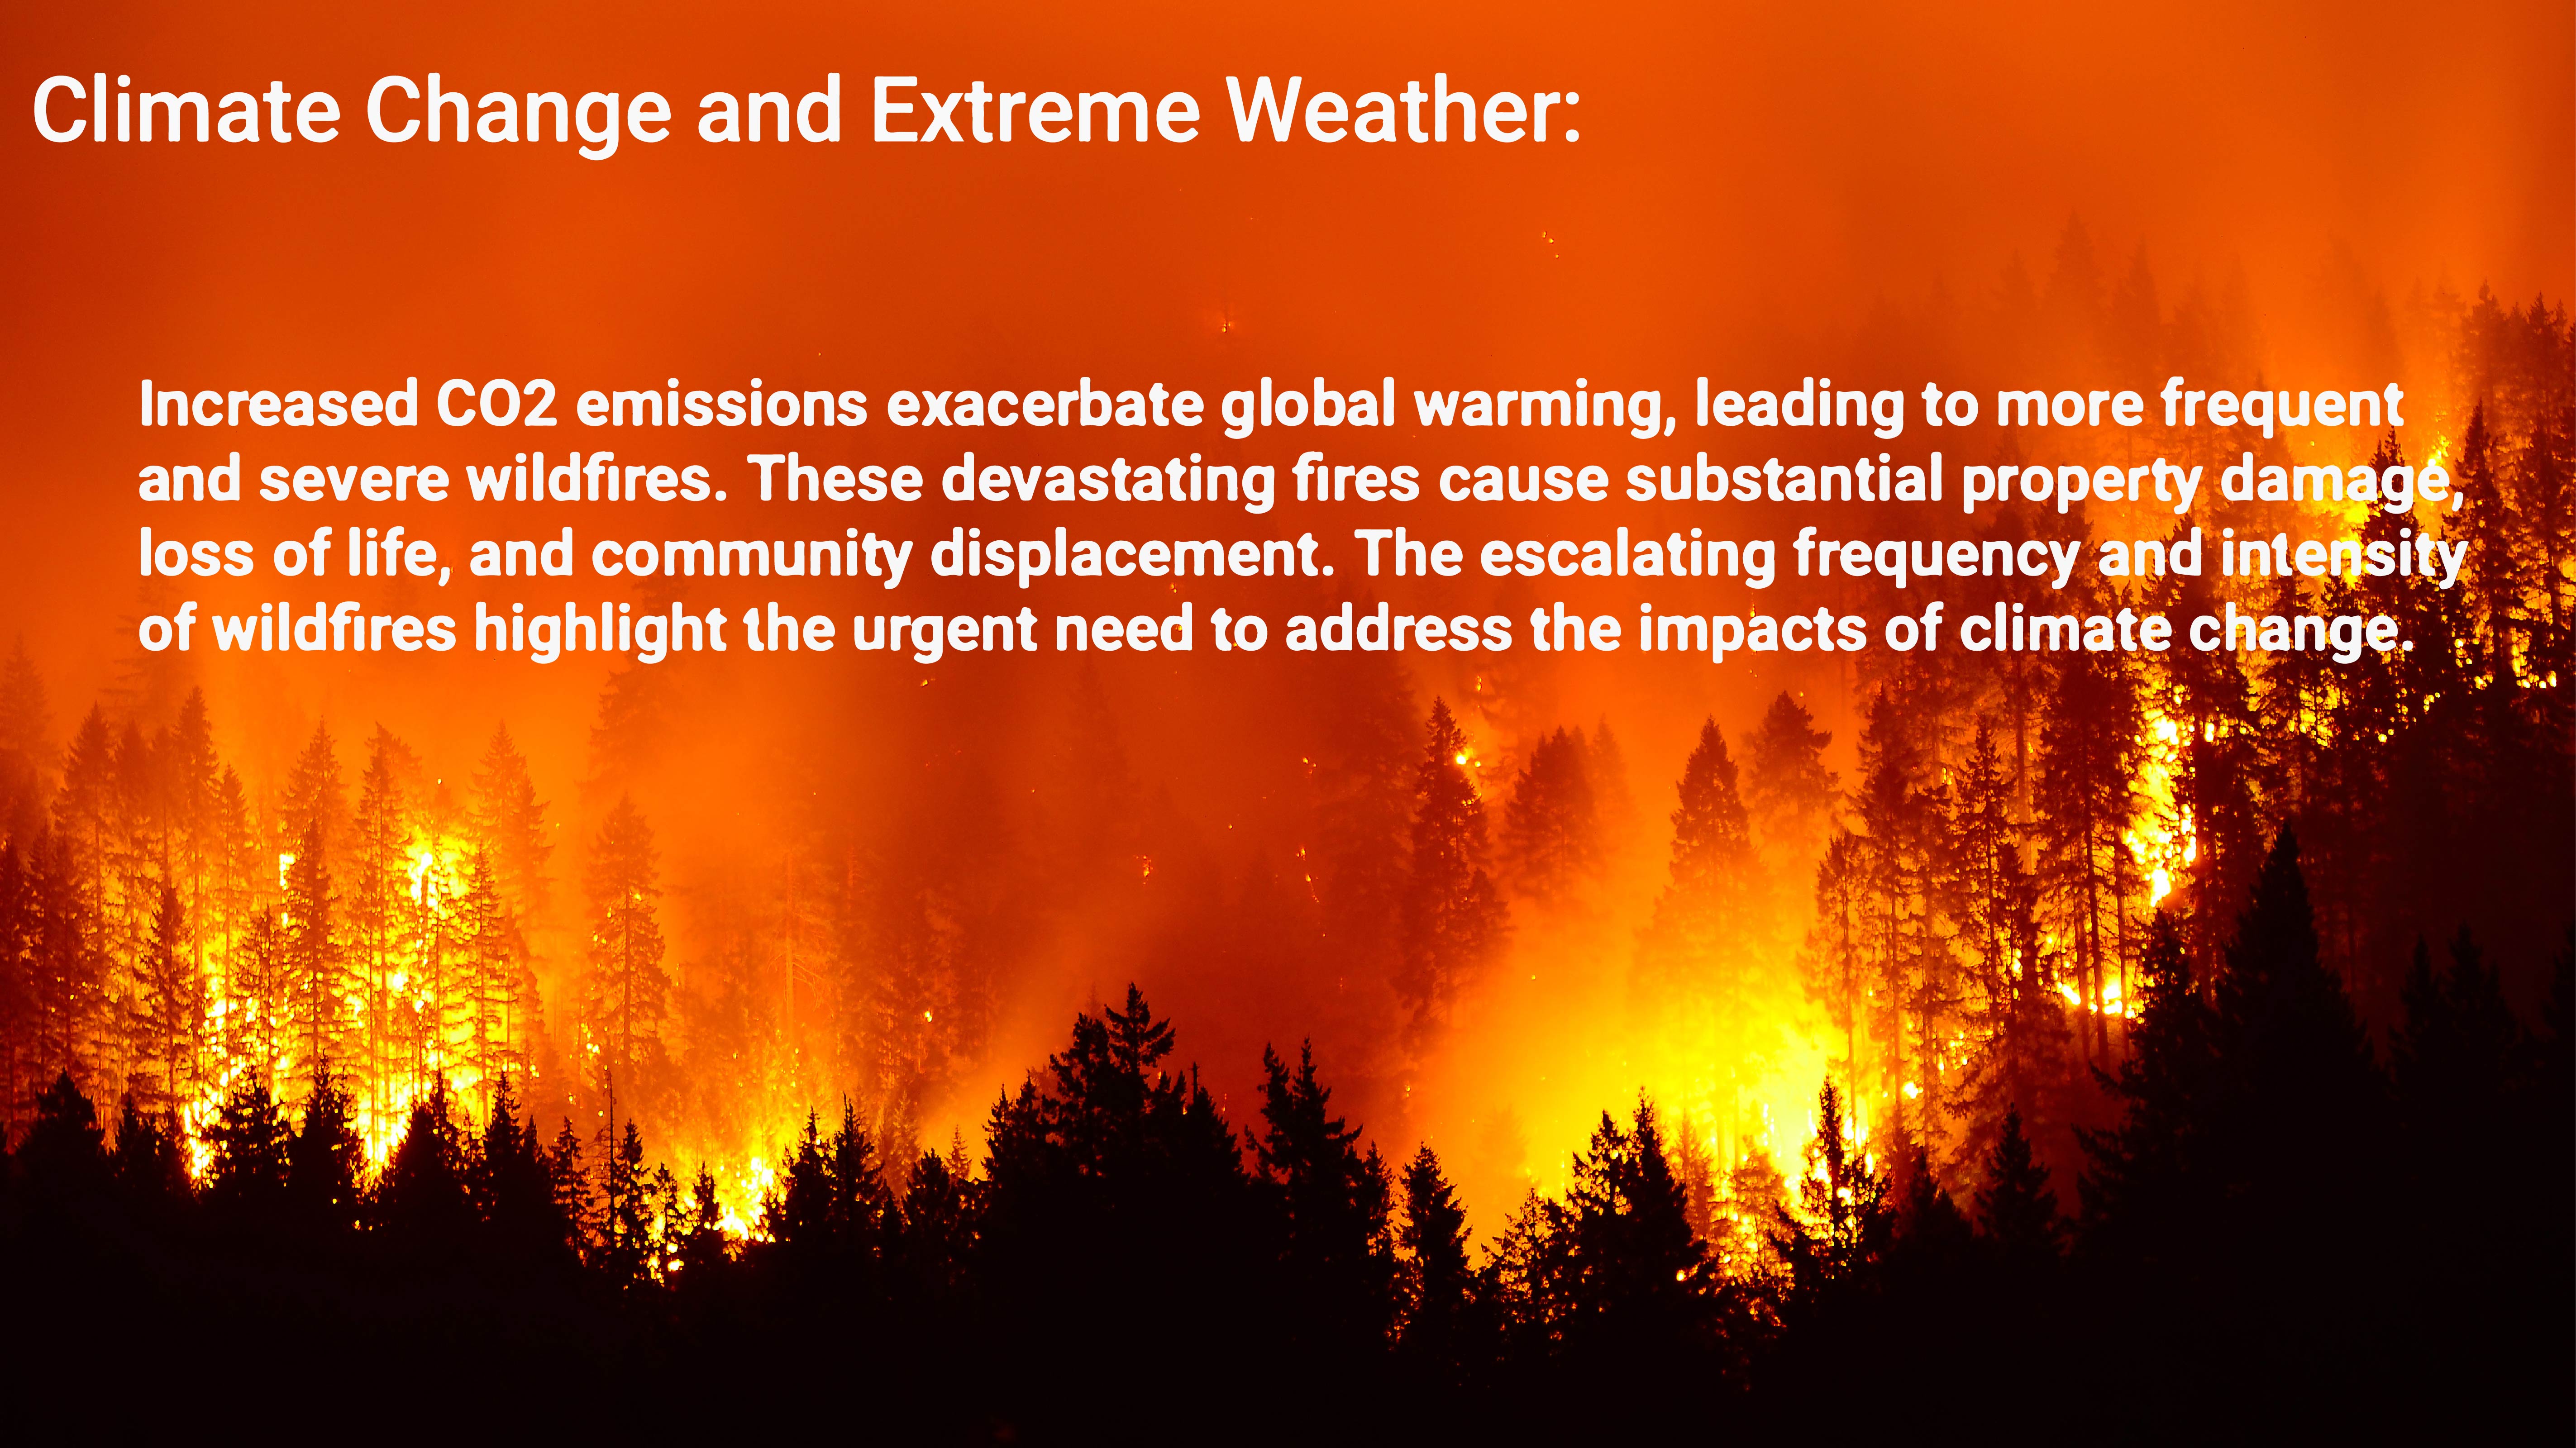 Climate Change and Extreme Weather:
Increased CO2 emissions exacerbate global warming, leading to more frequent
and severe wildfires. These devastating fires cause substantial property damage,
loss of life, and community displacement. The escalating frequency and intensity
of wildfires highlight the urgent need to address the impacts of climate change.